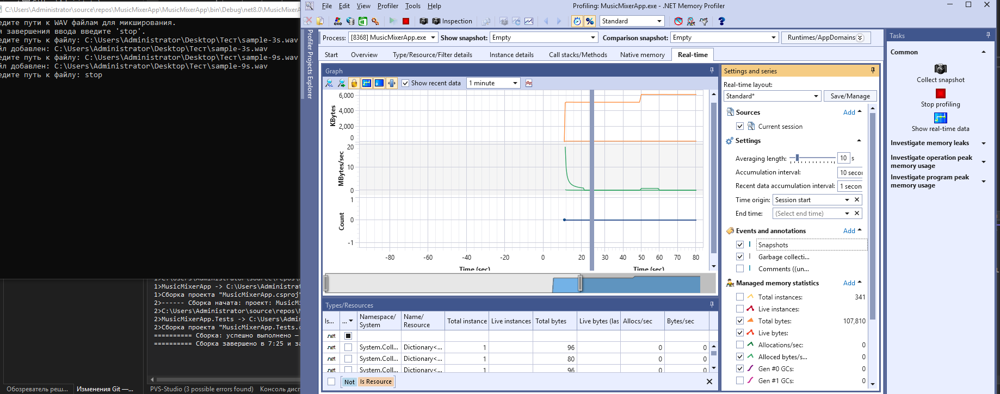 C:\Users\Administrator\source\repos\MusicMixerApp\MusicMixerApp\bin\Debug\net8.0\MusicMixerA
едите пути к WAV файлам для микширования.
я завершения ввода введите 'stop'.
едите путь к файлу: C:\Users\Administrator\Desktop\Тест\sample-3s.wav
йл добавлен: C:\Users\Administrator\Desktop\Тест\sample-3s.wav
едите путь к файлу: C:\Users\Administrator\Desktop\Тест\sample-9s.wav
йл добавлен: C:\Users\Administrator\Desktop\Тест\sample-9s.wav
едите путь к файлу: stop
1>MusicMixerApp -> C:\Users\Administrat
1>Сборка проекта "MusicMixerApp.csproj"
2>------ Сборка начата: проект: MusicMi
2>C:\Users\Administrator\source\repos\M
2>MusicMixerApp.Tests -> C:\Users\Admin
2>Сборка проекта "MusicMixerApp.Tests.c
========== Сборка: успешно выполнено —
========== Сборка завершено в 7:25 и за
Обозреватель реш...
Изменения Git —...
PVS-Studio (3 possible errors found)
Консоль дисп
Profiling: MusicMixerApp.exe - .NET Memory Profiler
File Edit View Profiler Tools Help
Inspection
Standard
Profiler Projects Explorer
Process: [8368] MusicMixerApp.exe Show snapshot: Empty Comparison snapshot: Empty Runtimes/AppDomains
Start Overview Type/Resource/Filter details Instance details Call stacks/Methods Native memory Real-time
Graph
Show recent data 1 minute
KBytes
6,000
4,000
2,000
0
MBytes/sec
20
10
0
Count
1
0
-1
-80 -60 -40 -20 0 20 30 40 50 60 70 80
Time (sec) Time (sec)
Types/Resources
Is... ... Namespace/System Name/Resource Total instance Live instances Total bytes Live bytes (las Allocs/sec Bytes/sec
.net
.net System.Coll... Dictionary<... 1 96 0 0
.net System.Coll... Dictionary<... 1 80 0 0
.net System.Coll... Dictionary<... 1 96 0 0
Not Is Resource
Settings and series
Real-time layout:
Standard* Save/Manage
Sources Add
Current session
Settings
Averaging length: 10 s
Accumulation interval: 10 secor
Recent data accumulation interval: 1 secon
Time origin: Session start
End time: (Select end time)
Events and annotations Add
Snapshots
Garbage collecti...
Comments ((un...
Managed memory statistics Add
Total instances: 341
Live instances:
Total bytes: 107,810
Live bytes:
Allocations/sec: 0
Alloced bytes/s... 0
Gen #0 GCs: 0
Gen #1 GCs: 0
Tasks
Common
Collect snapshot
Stop profiling
Show real-time data
Investigate memory leaks
Investigate operation peak
memory usage
Investigate program peak
memory usage